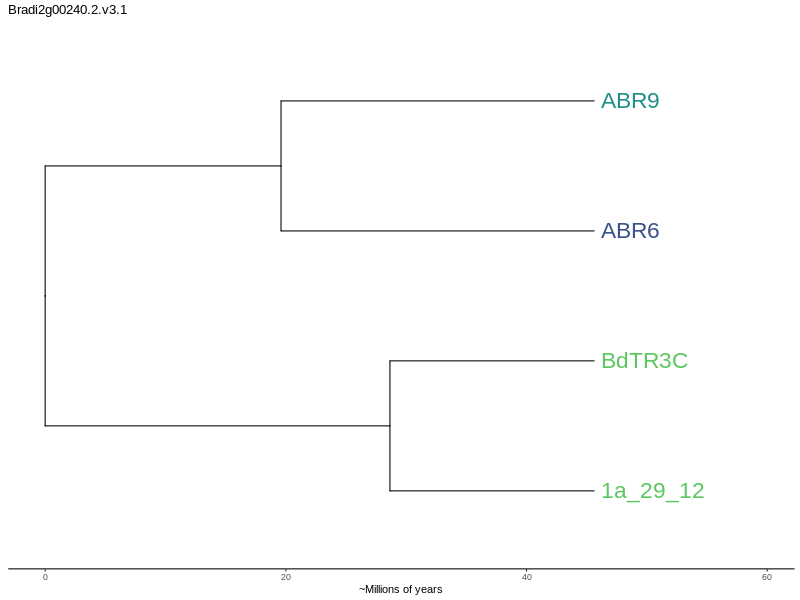 Bradi2g00240.2.v3.1
ABR9
ABR6
BdTR3C
1a_29_12
0 20 40 60
~Millions of years